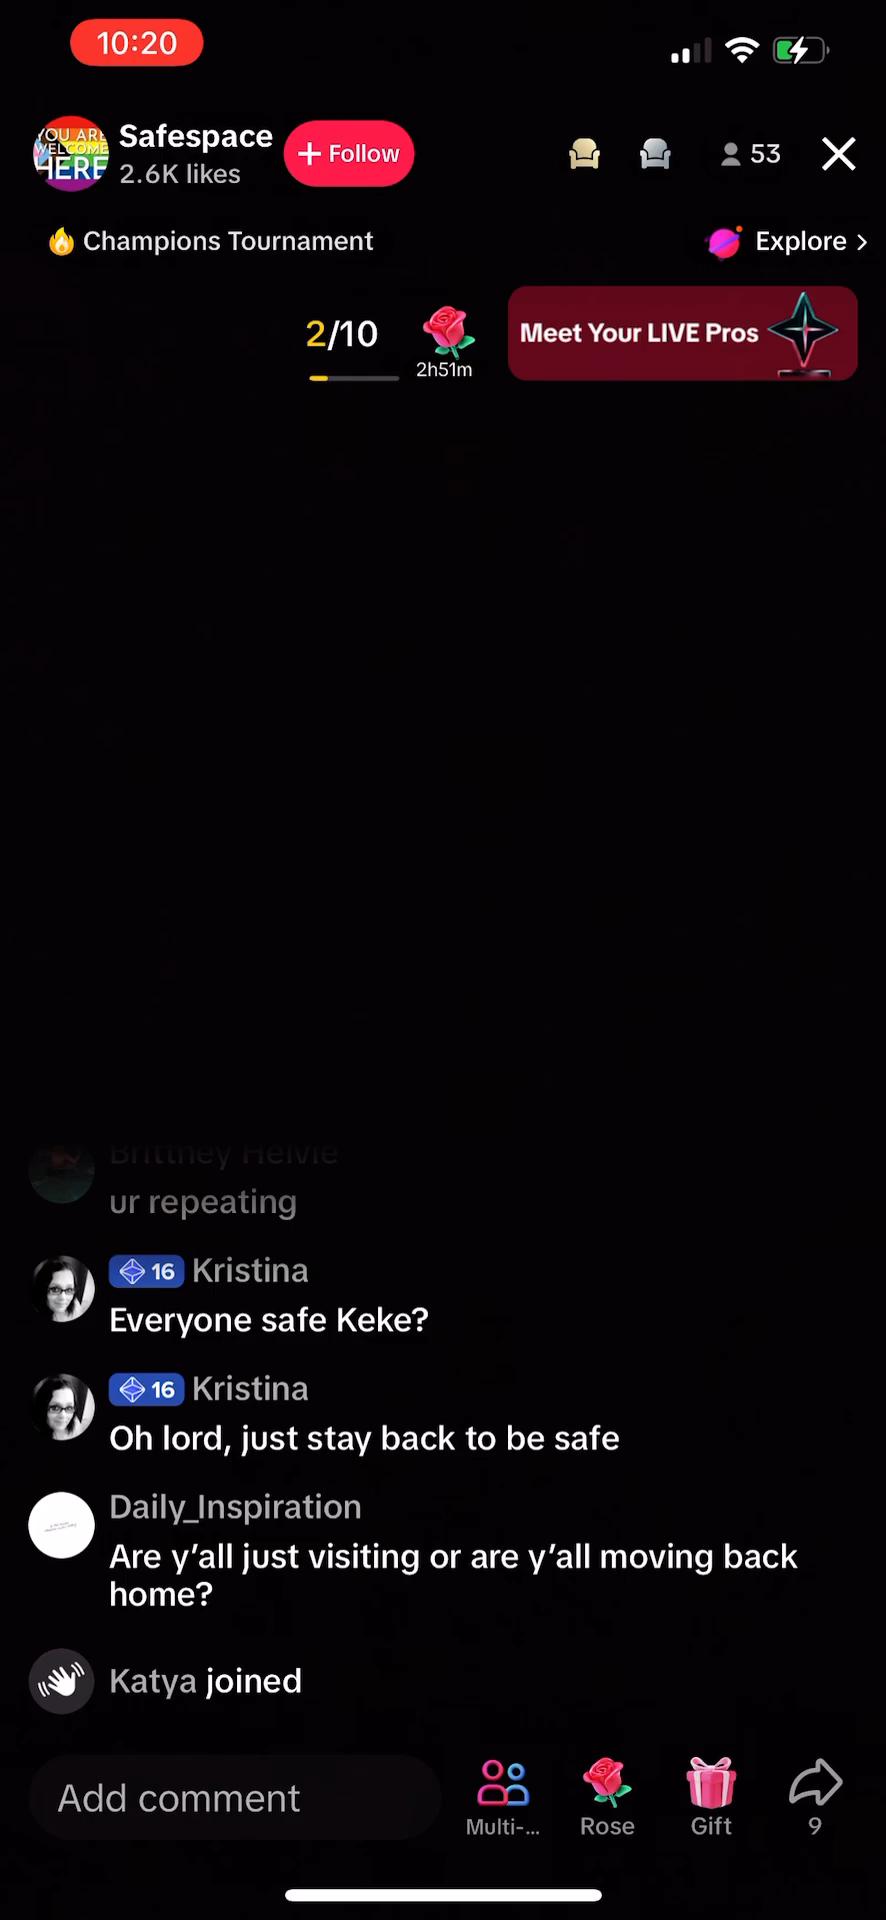 10:20
YOU ARE
WELCOME
HERE
Safespace
2.6K likes
+ Follow
53
Champions Tournament
Explore >
2/10
2h51m
Meet Your LIVE Pros
Brittney Helvie
ur repeating
16 Kristina
Everyone safe Keke?
16 Kristina
Oh lord, just stay back to be safe
Daily_Inspiration
Are y’all just visiting or are y’all moving back
home?
Katya joined
Add comment
Multi-...
Rose
Gift
9